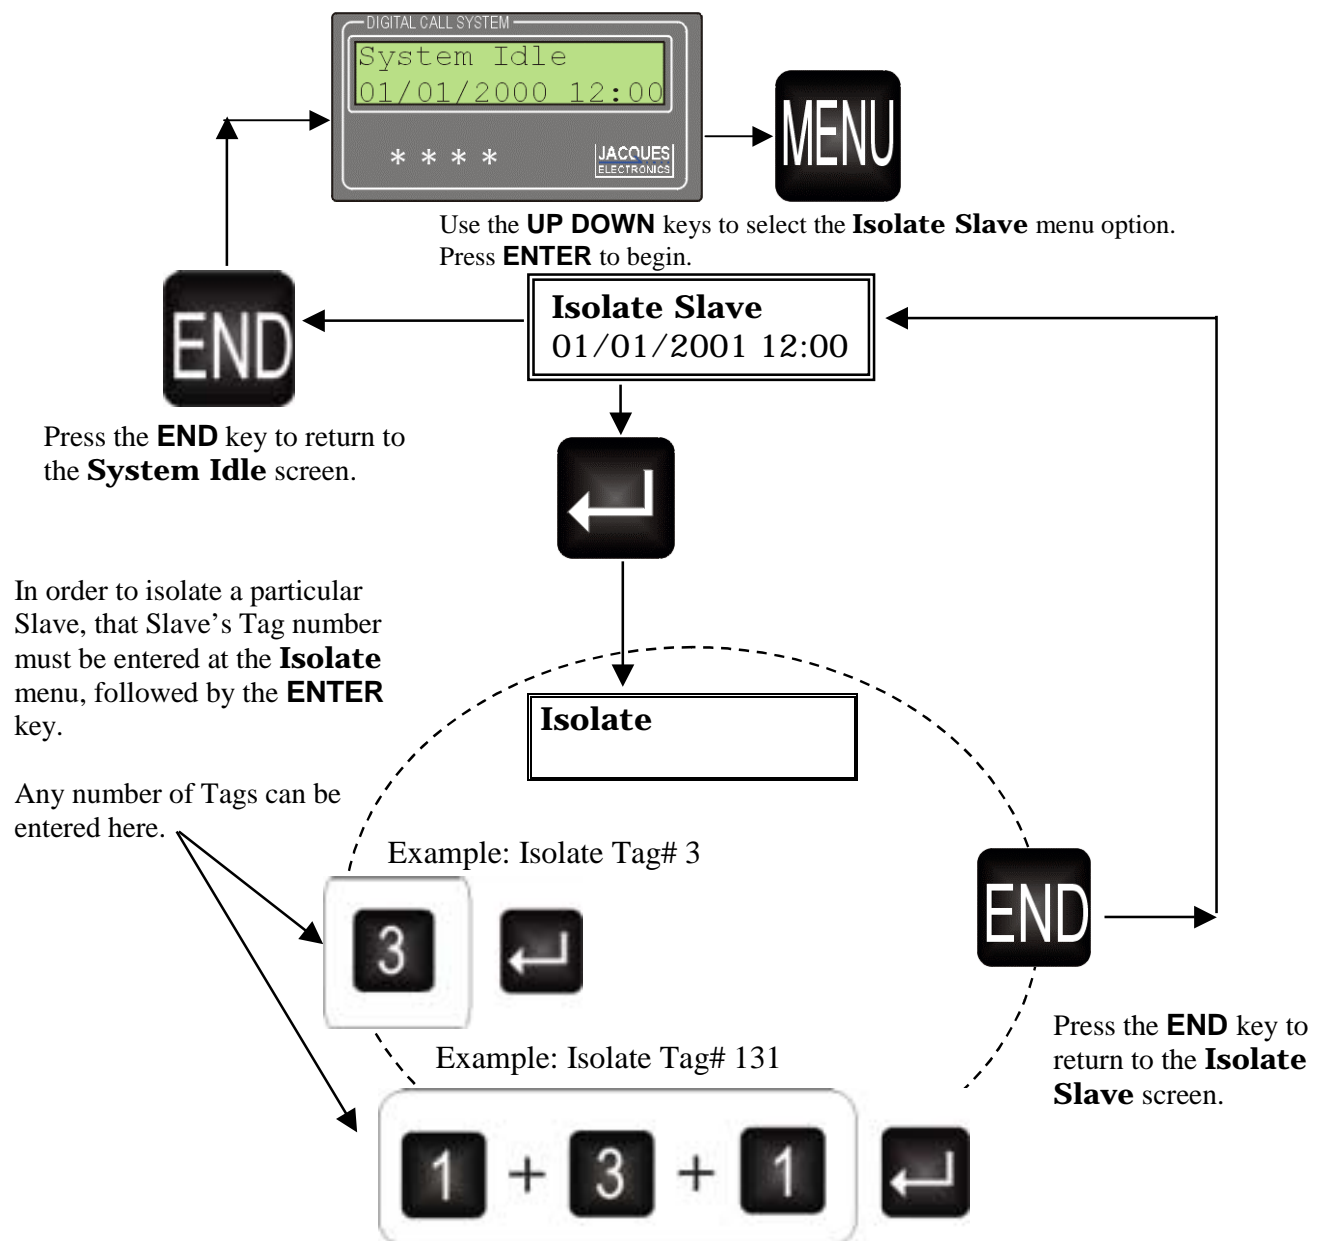 DIGITAL CALL SYSTEM
System Idle
01/01/2000 12:00
* * * *
JACQUES
ELECTRONICS
MENU
Use the UP DOWN keys to select the Isolate Slave menu option.
Press ENTER to begin.
END
Isolate Slave
01/01/2001 12:00
Press the END key to return to
the System Idle screen.
In order to isolate a particular
Slave, that Slave’s Tag number
must be entered at the Isolate
menu, followed by the ENTER
key.
Isolate
Any number of Tags can be
entered here.
Example: Isolate Tag# 3
3
END
Press the END key to
return to the Isolate
Slave screen.
Example: Isolate Tag# 131
1 + 3 + 1